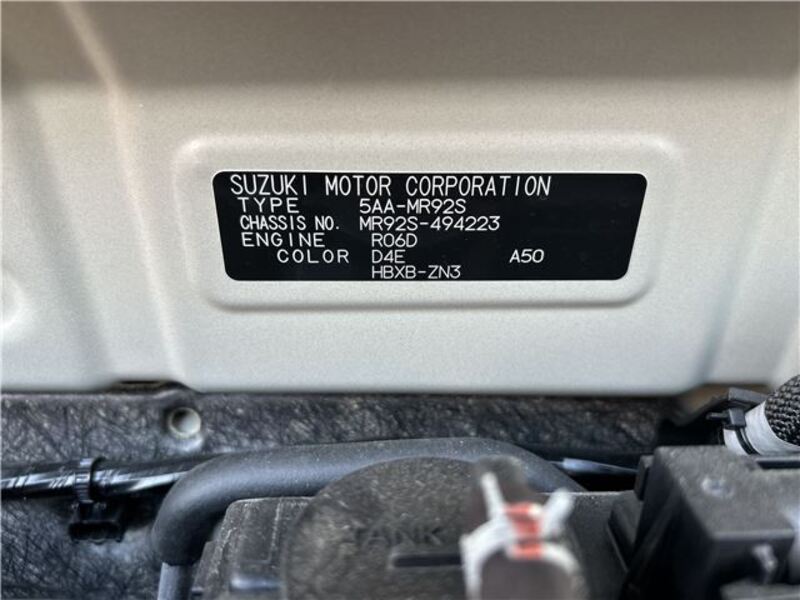 SUZUKI MOTOR CORPORATION
TYPE 5AA-MR92S
CHASSIS NO. MR92S-494223
ENGINE R06D
COLOR D4E A50
HBXB-ZN3
TANK